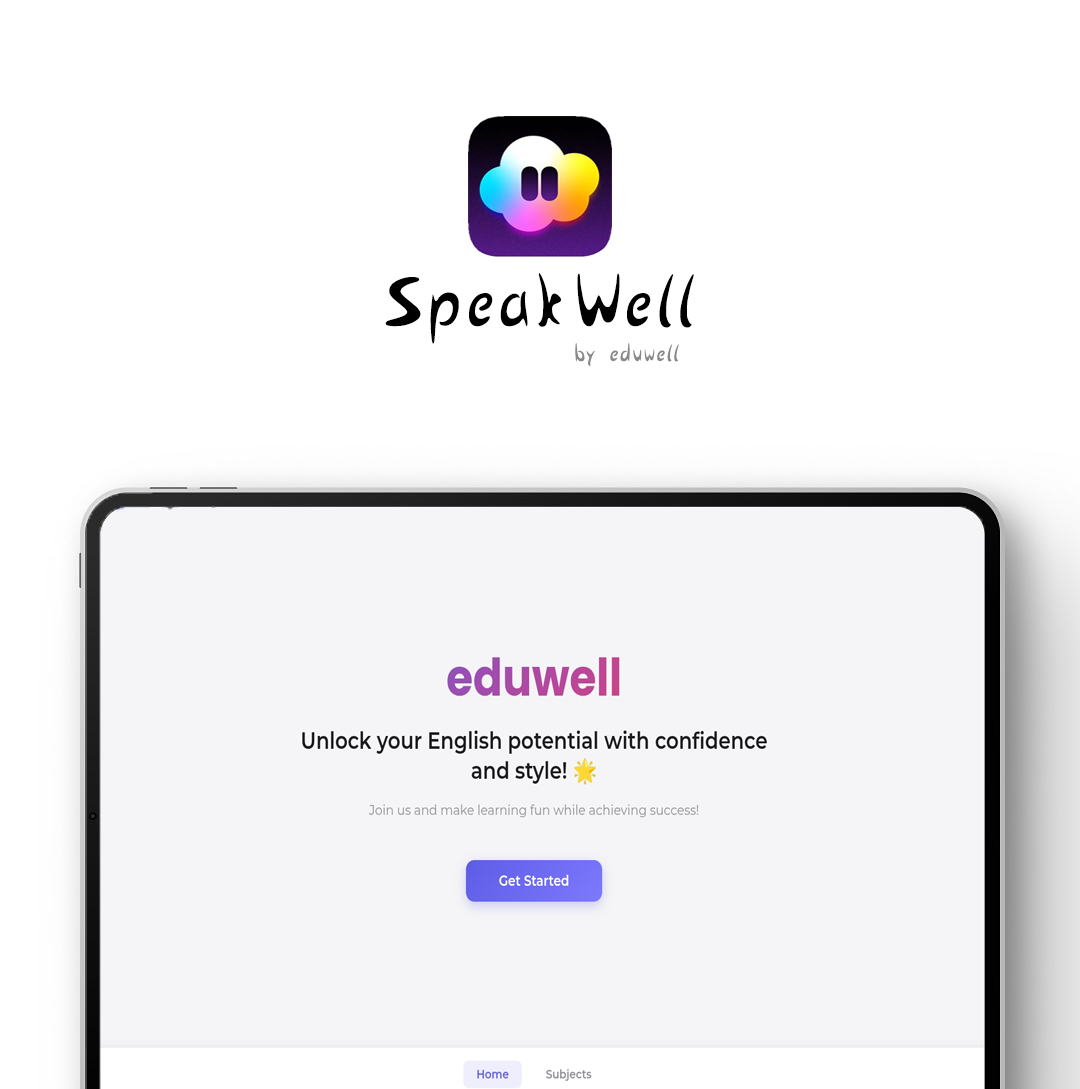 SpeakWell
by eduwell
eduwell
Unlock your English potential with confidence
and style! 🌟
Join us and make learning fun while achieving success!
Get Started
Home Subjects